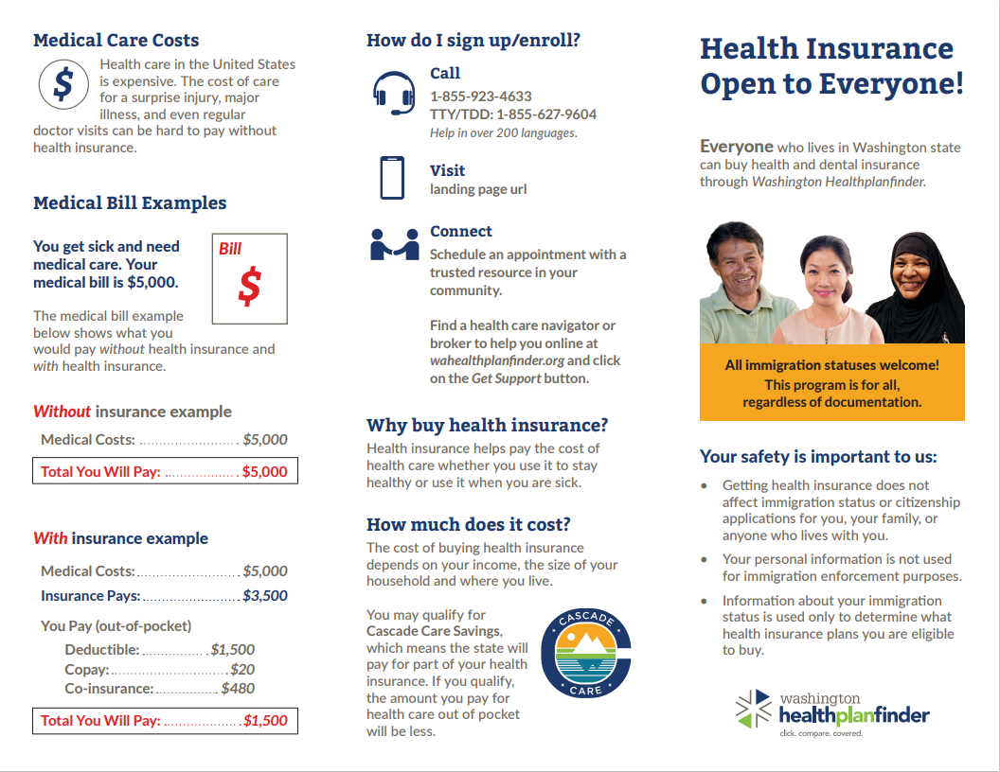 Medical Care Costs
$
Health care in the United States
is expensive. The cost of care
for a surprise injury, major
illness, and even regular
doctor visits can be hard to pay without
health insurance.
Medical Bill Examples
You get sick and need
medical care. Your
medical bill is $5,000.
Bill
$
The medical bill example
below shows what you
would pay without health insurance and
with health insurance.
Without insurance example
Medical Costs: ........................... $5,000
Total You Will Pay: .................... $5,000
With insurance example
Medical Costs:............................ $5,000
Insurance Pays:.......................... $3,500
You Pay (out-of-pocket)
Deductible:.................. $1,500
Copay:............................... $20
Co-insurance:................. $480
Total You Will Pay: .................... $1,500
How do I sign up/enroll?
Call
1-855-923-4633
TTY/TDD: 1-855-627-9604
Help in over 200 languages.
Visit
landing page url
Connect
Schedule an appointment with a
trusted resource in your
community.
Find a health care navigator or
broker to help you online at
wahealthplanfinder.org and click
on the Get Support button.
Why buy health insurance?
Health insurance helps pay the cost of
health care whether you use it to stay
healthy or use it when you are sick.
How much does it cost?
The cost of buying health insurance
depends on your income, the size of your
household and where you live.
You may qualify for
Cascade Care Savings,
which means the state will
pay for part of your health
insurance. If you qualify,
the amount you pay for
health care out of pocket
will be less.
CASCADE
CARE
Health Insurance
Open to Everyone!
Everyone who lives in Washington state
can buy health and dental insurance
through Washington Healthplanfinder.
All immigration statuses welcome!
This program is for all,
regardless of documentation.
Your safety is important to us:
• Getting health insurance does not
affect immigration status or citizenship
applications for you, your family, or
anyone who lives with you.
• Your personal information is not used
for immigration enforcement purposes.
• Information about your immigration
status is used only to determine what
health insurance plans you are eligible
to buy.
washington
healthplanfinder
click. compare. covered.